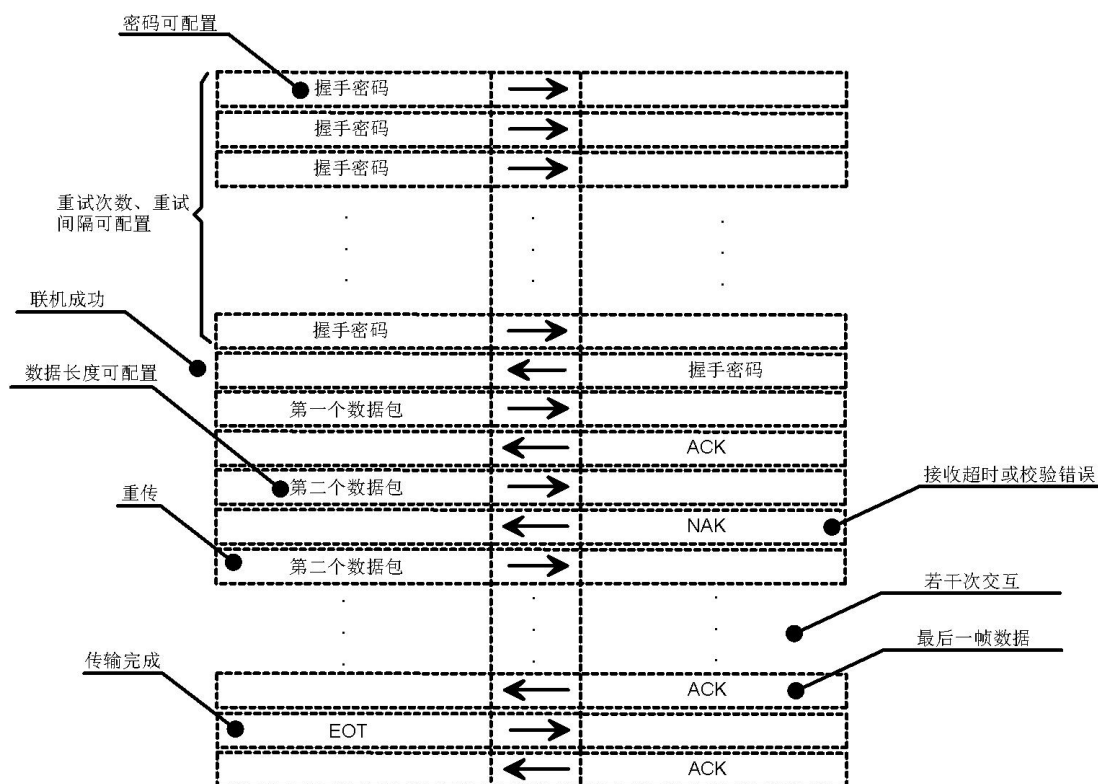 密码可配置
握手密码
握手密码
握手密码
重试次数、重试
间隔可配置
联机成功
握手密码
握手密码
数据长度可配置
第一个数据包
ACK
第二个数据包
接收超时或校验错误
重传
NAK
第二个数据包
若干次交互
最后一帧数据
传输完成
ACK
EOT
ACK